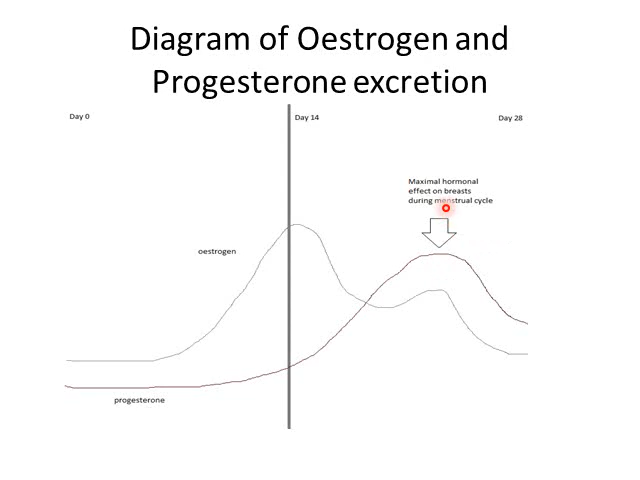 Diagram of Oestrogen and
Progesterone excretion
Day 0
Day 14
Day 28
Maximal hormonal
effect on breasts
during menstrual cycle
oestrogen
progesterone